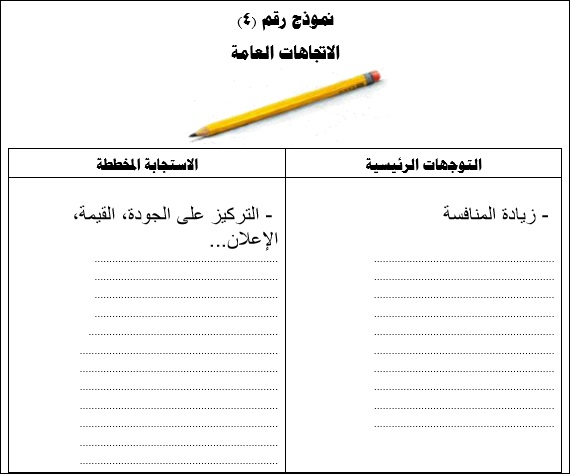 نموذج رقم (٤)
الاتجاهات العامة
التوجهات الرئيسية
الاستجابة المخططة
- زيادة المنافسة
- التركيز على الجودة، القيمة،
الإعلان...